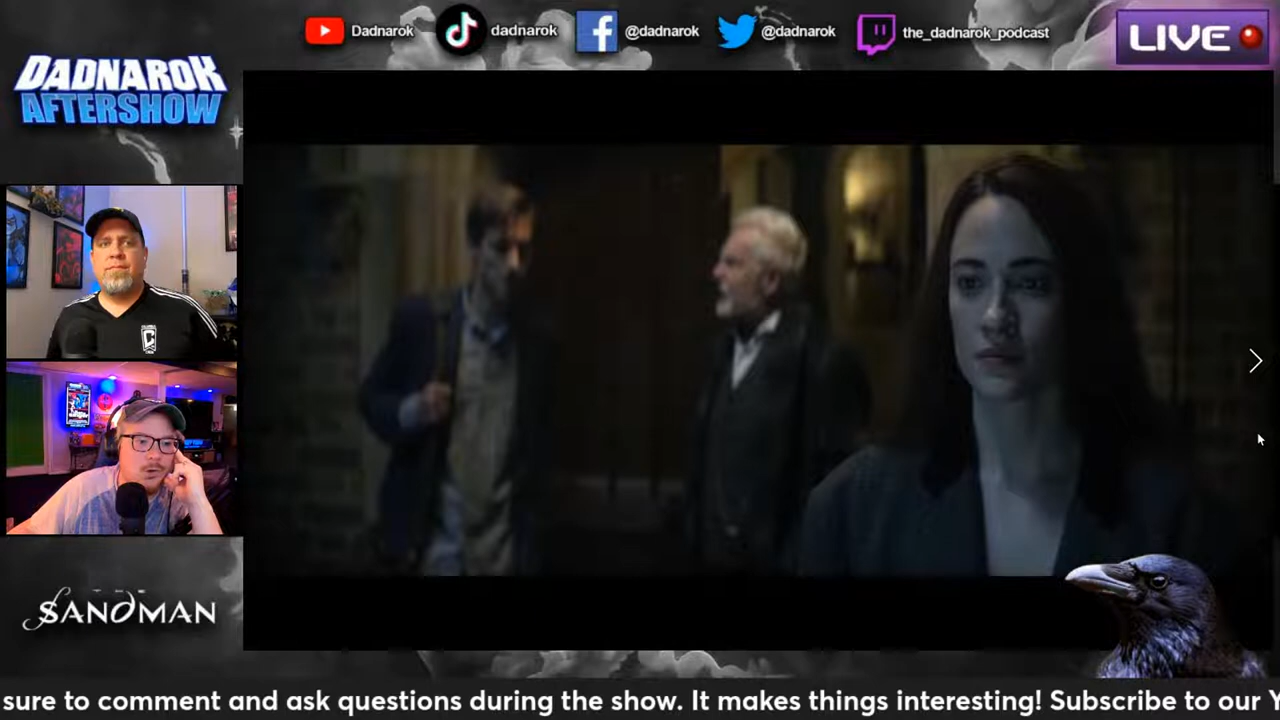 Dadnarok
dadnarok
@dadnarok
@dadnarok
the_dadnarok_podcast
LIVE
DADNAROK
AFTERSHOW
THE
SANDMAN
sure to comment and ask questions during the show. It makes things interesting! Subscribe to our Y